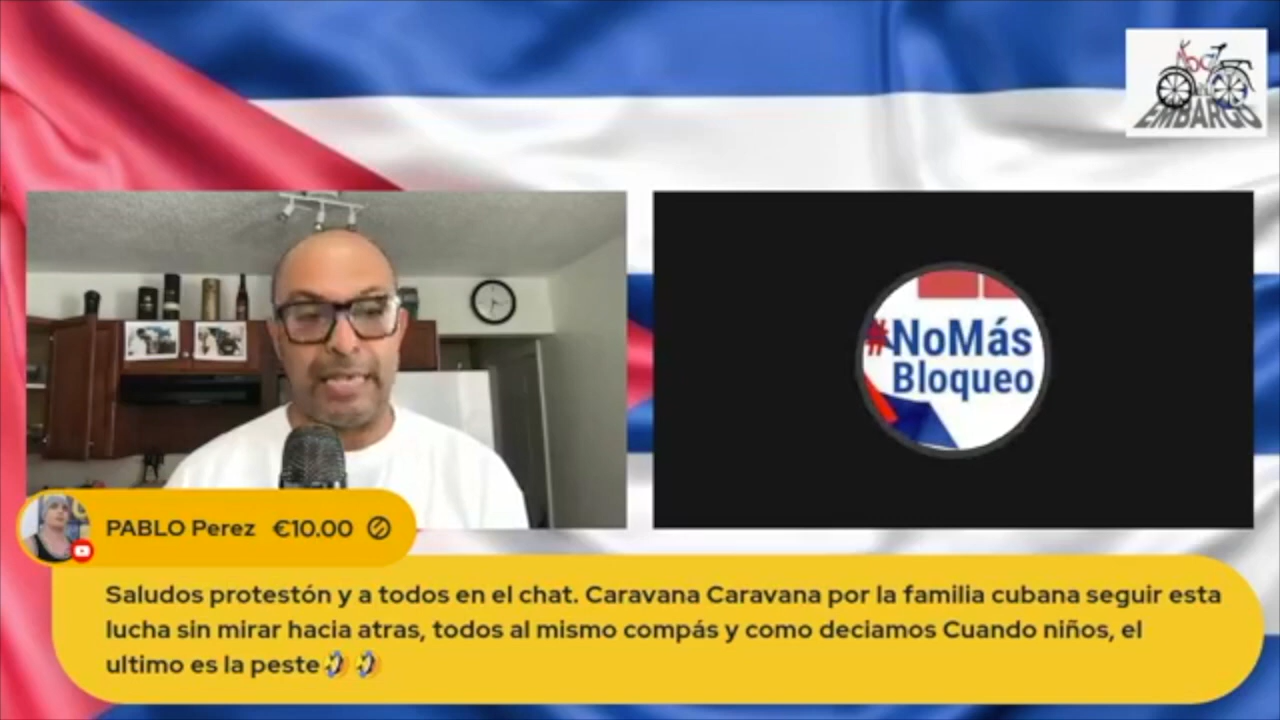 EMBARGO
#NoMás
Bloqueo
PABLO Perez €10.00
Saludos protestón y a todos en el chat. Caravana Caravana por la familia cubana seguir esta
lucha sin mirar hacia atras, todos al mismo compás y como deciamos Cuando niños, el
ultimo es la peste🤣 🤣